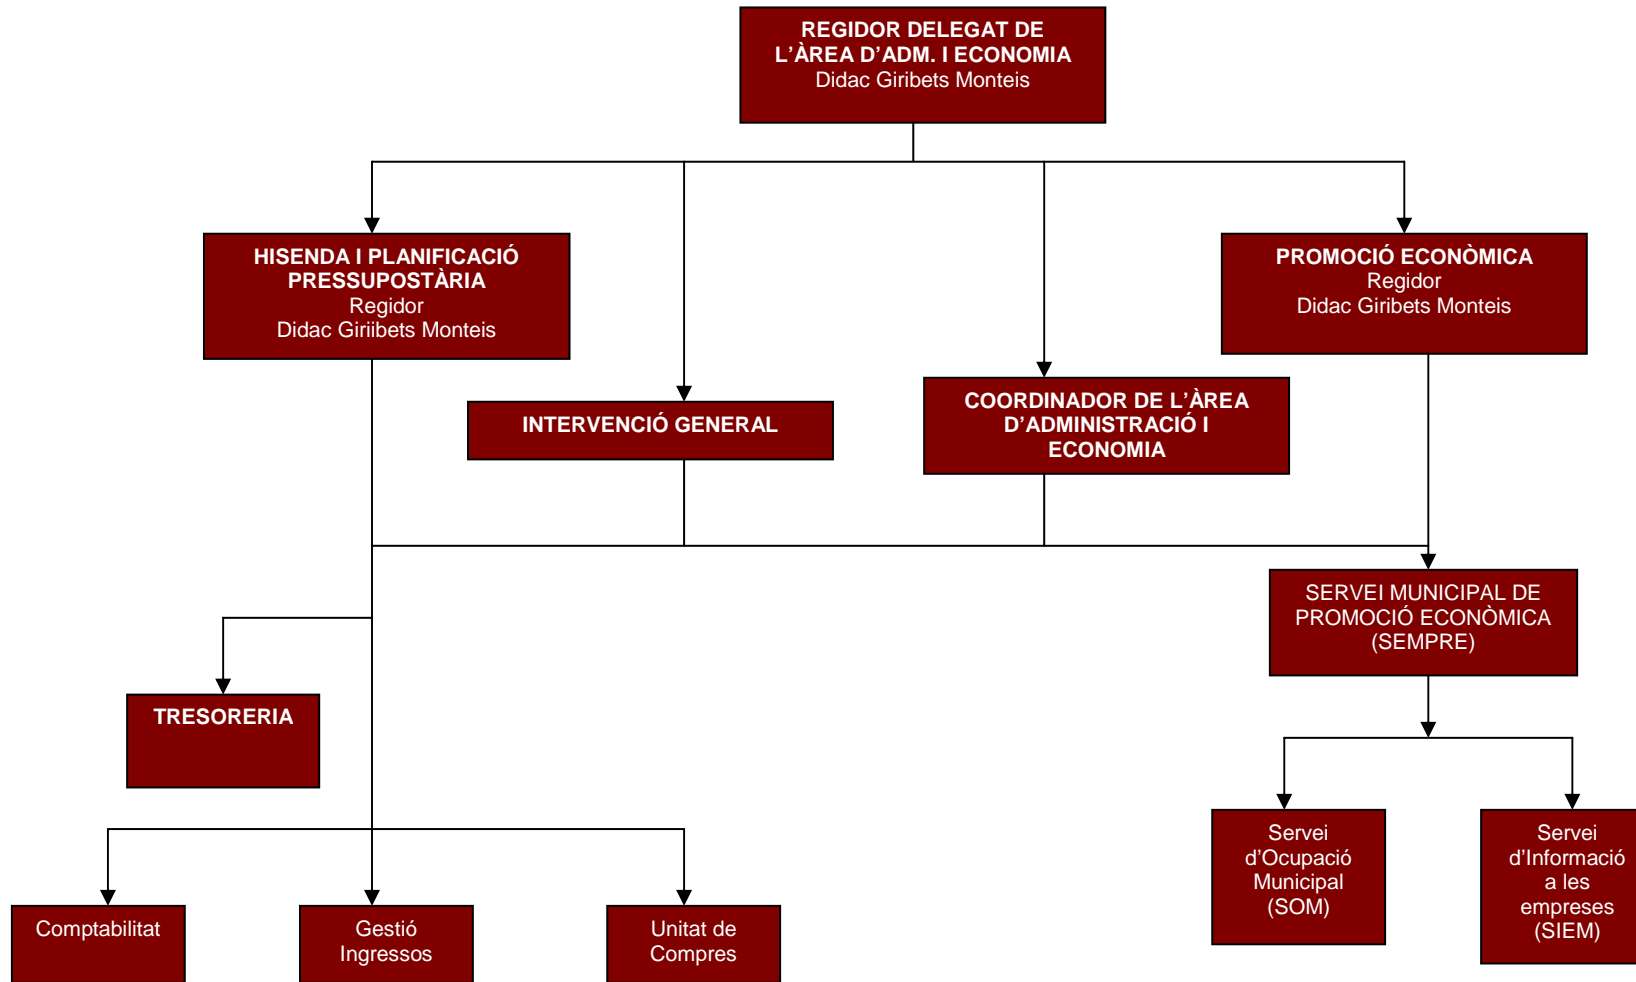 REGIDOR DELEGAT DE
L’ÀREA D’ADM. I ECONOMIA
Didac Giribets Monteis
HISENDA I PLANIFICACIÓ
PRESSUPOSTÀRIA
Regidor
Didac Giriibets Monteis
PROMOCIÓ ECONÒMICA
Regidor
Didac Giribets Monteis
INTERVENCIÓ GENERAL
COORDINADOR DE L’ÀREA
D’ADMINISTRACIÓ I
ECONOMIA
SERVEI MUNICIPAL DE
PROMOCIÓ ECONÒMICA
(SEMPRE)
TRESORERIA
Servei
d’Ocupació
Municipal
(SOM)
Servei
d’Informació
a les
empreses
(SIEM)
Comptabilitat
Gestió
Ingressos
Unitat de
Compres